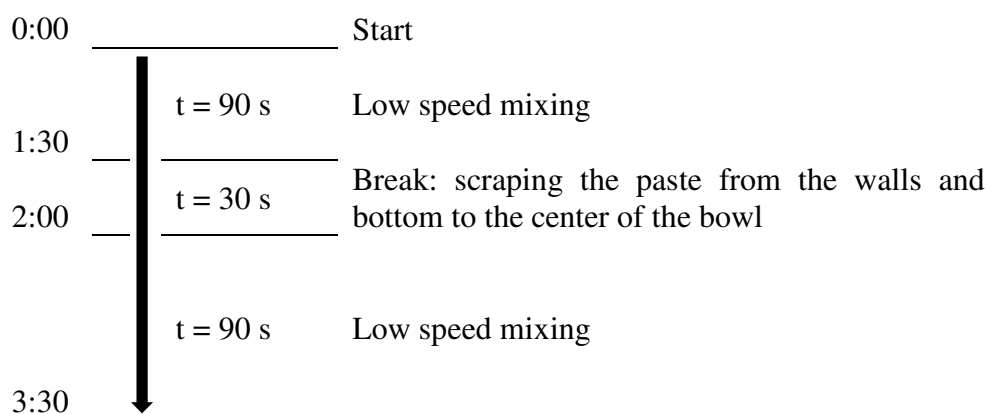 0:00 Start
t = 90 s Low speed mixing
1:30
t = 30 s Break: scraping the paste from the walls and
2:00 bottom to the center of the bowl
t = 90 s Low speed mixing
3:30